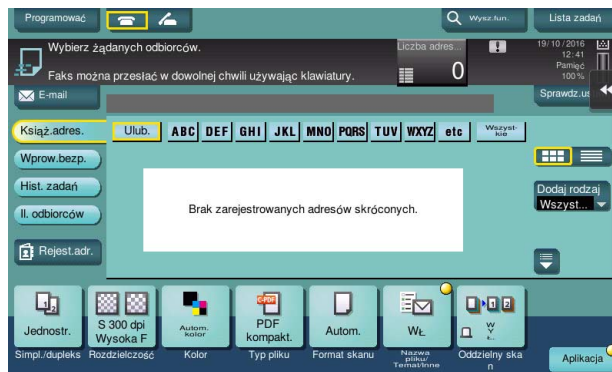 Programować
Wysz.fun.
Lista zadań
Wybierz żądanych odbiorców.
Liczba adres...
19/10/2016
12:41
Faks można przesłać w dowolnej chwili używając klawiatury.
0
Pamięć
100 %
E-mail
Sprawdz.us
Książ.adres.
Ulub.
ABC DEF GHI JKL MNO PQRS TUV WXYZ etc
Wszyst-
kie
Wprow.bezp.
Hist. zadań
Il. odbiorców
Rejest.adr.
Brak zarejestrowanych adresów skróconych.
Dodaj rodzaj
Wszyst...
Jednostr.
S 300 dpi
Wysoka F
Autom.
kolor
PDF
kompakt.
Autom.
WŁ
WY
Ł..
Simpl./dupleks
Rozdzielczość
Kolor
Typ pliku
Format skanu
Nazwa
pliku/
Temat/Inne
Oddzielny ska
n
Aplikacja